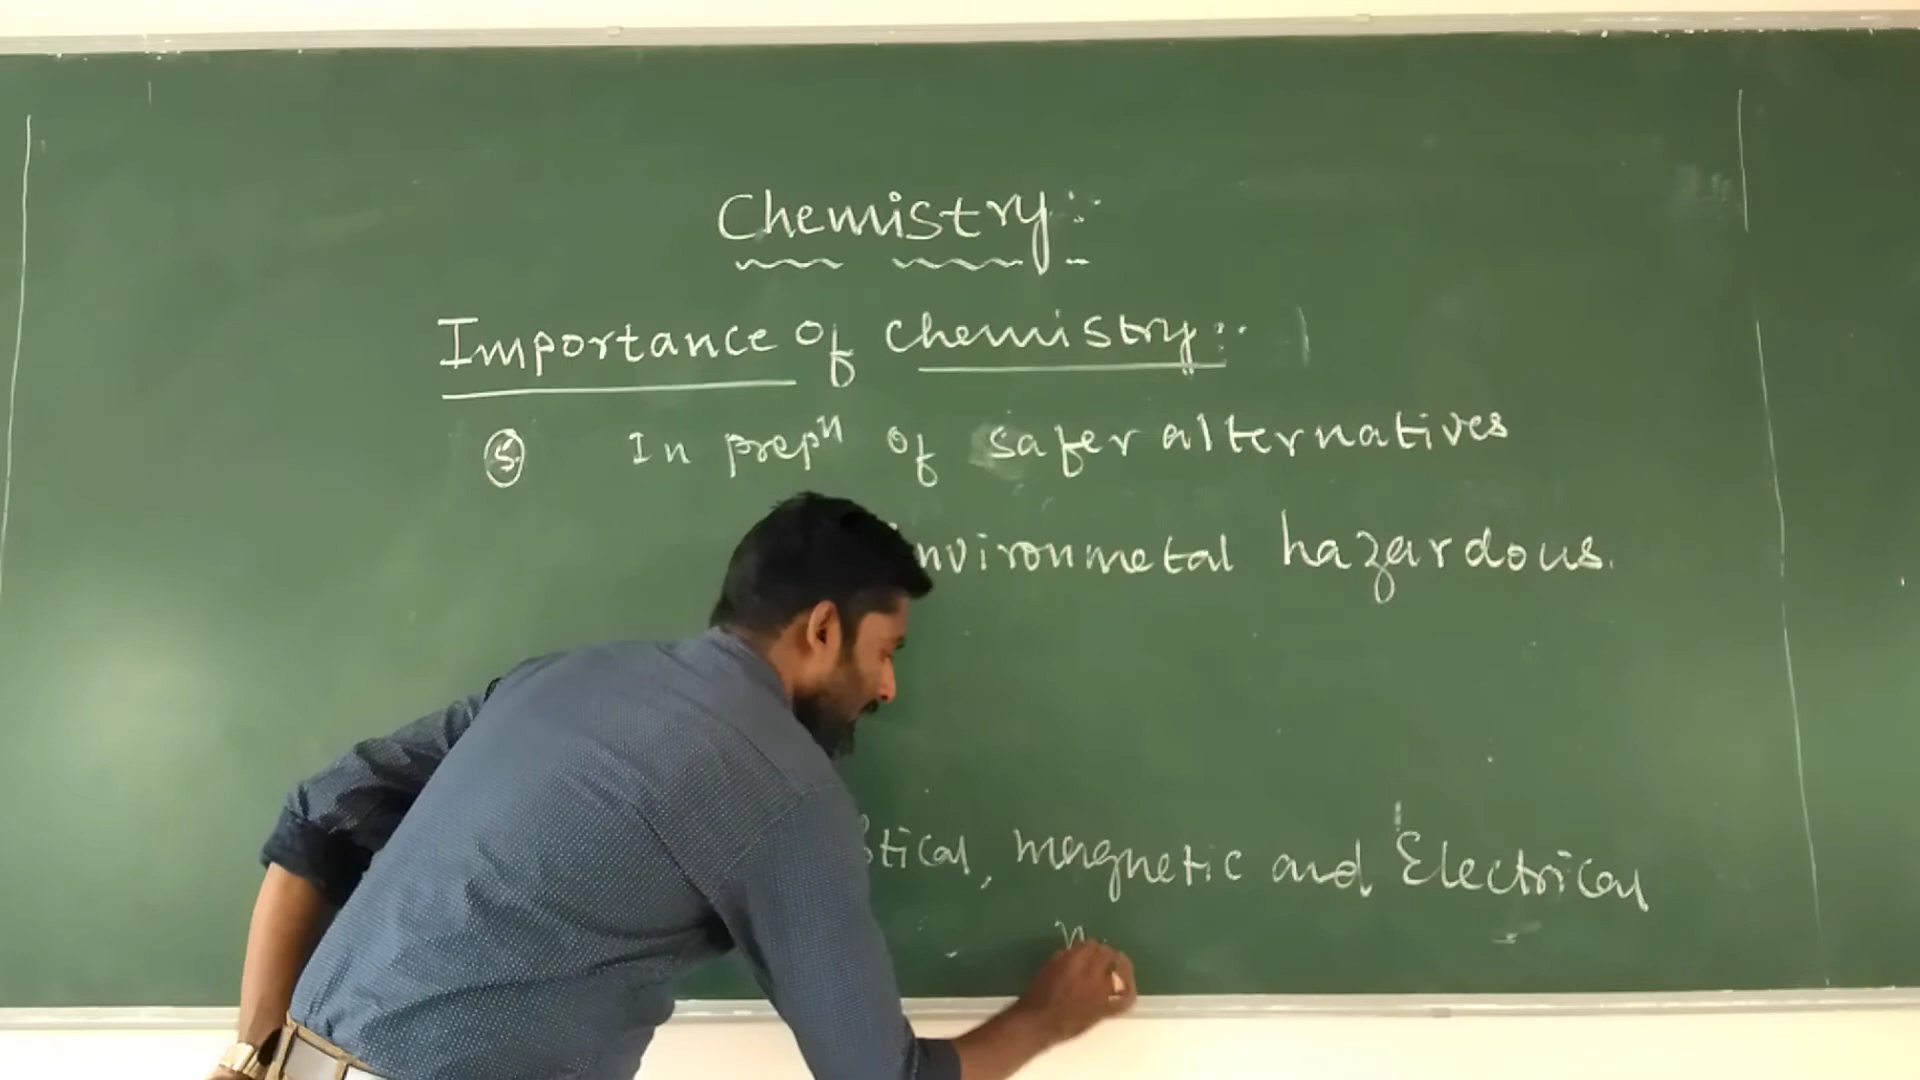 Chemistry:-
Importance of chemistry:-
5. In prepⁿ of safer alternatives
nvironmetal hazardous.
tical, magnetic and Electrical